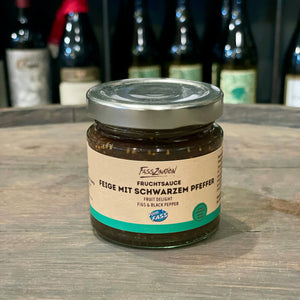 FASSZINATION
FRUCHTSAUCE
FEIGE MIT SCHWARZEM PFEFFER
FRUIT DELIGHT
FIGS & BLACK PEPPER
FASS